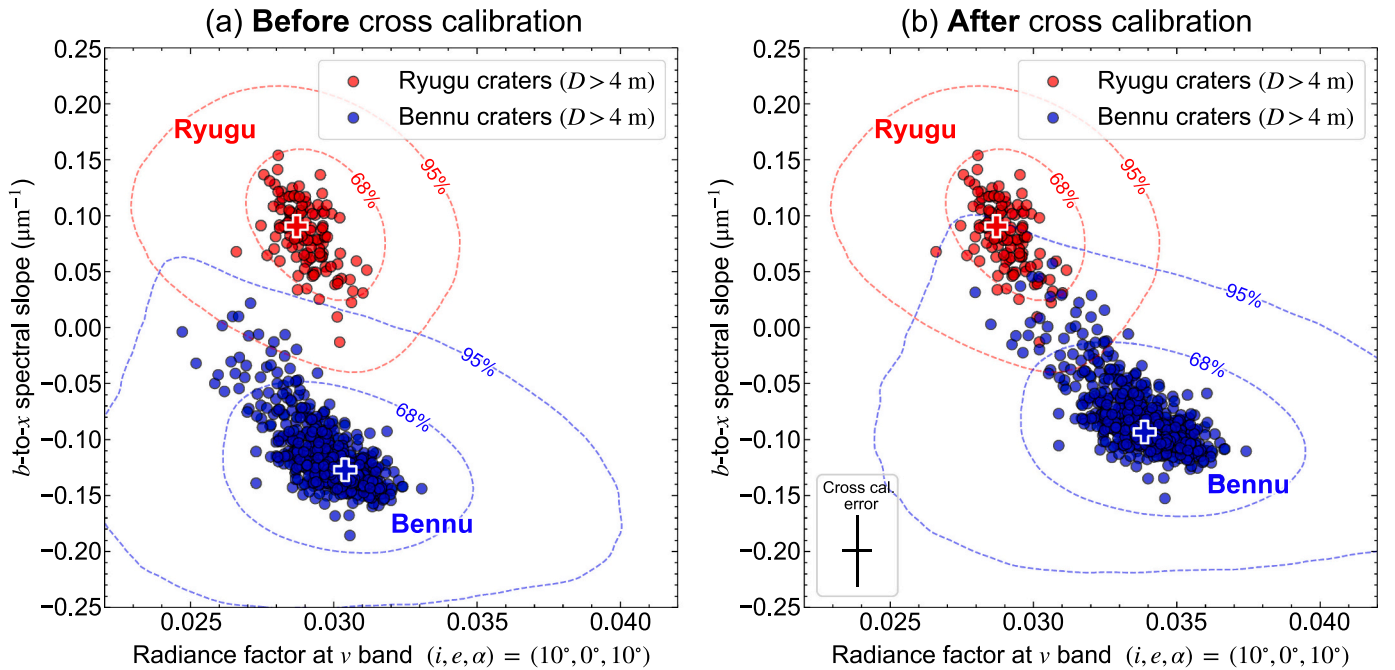 (a) Before cross calibration
0.25
0.20
0.15
0.10
0.05
0.00
−0.05
−0.10
−0.15
−0.20
−0.25
b-to-x spectral slope (μm⁻¹)
Ryugu craters (D > 4 m)
Bennu craters (D > 4 m)
Ryugu
95%
68%
95%
68%
Bennu
0.025
0.030
0.035
0.040
Radiance factor at v band (i, e, α) = (10°, 0°, 10°)
(b) After cross calibration
0.25
0.20
0.15
0.10
0.05
0.00
−0.05
−0.10
−0.15
−0.20
−0.25
b-to-x spectral slope (μm⁻¹)
Ryugu craters (D > 4 m)
Bennu craters (D > 4 m)
Ryugu
95%
68%
95%
68%
Bennu
Cross cal.
error
0.025
0.030
0.035
0.040
Radiance factor at v band (i, e, α) = (10°, 0°, 10°)